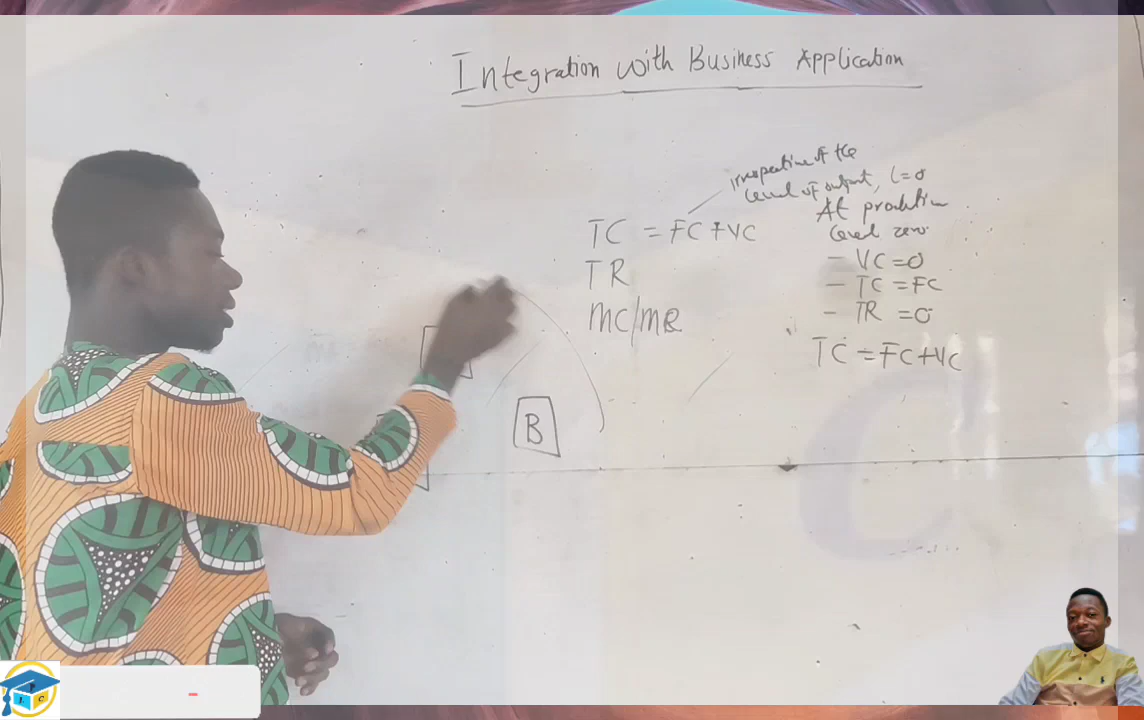 Integration with Business Application
irrespective of the
level of output, L=0
At production
level zero.
TC = FC+VC
- VC =0
TR
- TC =FC
MC/MR
- TR =0
TC = FC+VC
B